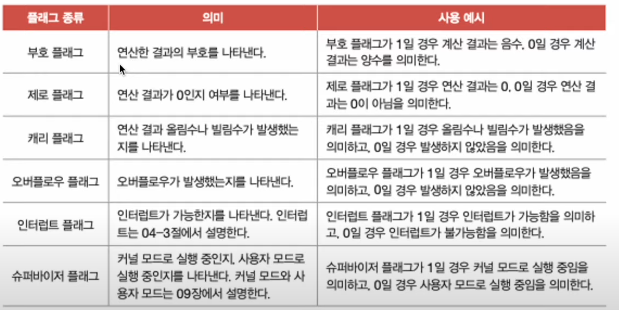 플래그 종류
의미
사용 예시
부호 플래그
연산한 결과의 부호를 나타낸다.
부호 플래그가 1일 경우 계산 결과는 음수, 0일 경우 계산
결과는 양수를 의미한다.
제로 플래그
연산 결과가 0인지 여부를 나타낸다.
제로 플래그가 1일 경우 연산 결과는 0, 0일 경우 연산 결
과는 0이 아님을 의미한다.
캐리 플래그
연산 결과 올림수나 빌림수가 발생했는
지를 나타낸다.
캐리 플래그가 1일 경우 올림수나 빌림수가 발생했음을
의미하고, 0일 경우 발생하지 않았음을 의미한다.
오버플로우 플래그
오버플로우가 발생했는지를 나타낸다.
오버플로우 플래그가 1일 경우 오버플로우가 발생했음을
의미하고, 0일 경우 발생하지 않았음을 의미한다.
인터럽트 플래그
인터럽트가 가능한지를 나타낸다. 인터럽
트는 04-3절에서 설명한다.
인터럽트 플래그가 1일 경우 인터럽트가 가능함을 의미하
고, 0일 경우 인터럽트가 불가능함을 의미한다.
슈퍼바이저 플래그
커널 모드로 실행 중인지, 사용자 모드로
실행 중인지를 나타낸다. 커널 모드와 사
용자 모드는 09장에서 설명한다.
슈퍼바이저 플래그가 1일 경우 커널 모드로 실행 중임을
의미하고, 0일 경우 사용자 모드로 실행 중임을 의미한다.